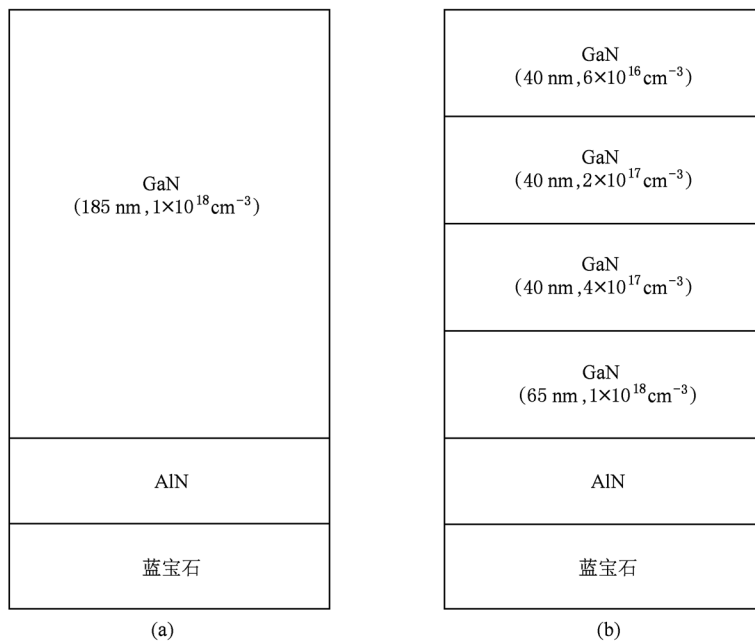 GaN
(185 nm,1×10¹⁸cm⁻³)
AlN
蓝宝石
(a)
GaN
(40 nm,6×10¹⁶cm⁻³)
GaN
(40 nm,2×10¹⁷cm⁻³)
GaN
(40 nm,4×10¹⁷cm⁻³)
GaN
(65 nm,1×10¹⁸cm⁻³)
AlN
蓝宝石
(b)